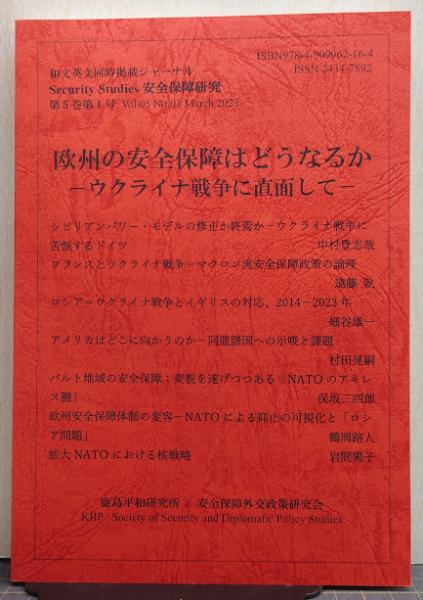 ISBN978-4-909962-16-4
ISSN 2434-7892
和文英文同時掲載ジャーナル
Security Studies 安全保障研究
第5巻第1号 Vol.05 No.01 March 2023
欧州の安全保障はどうなるか
－ウクライナ戦争に直面して－
シビリアンパワー・モデルの修正か終焉か－ウクライナ戦争に
苦悩するドイツ 中村登志哉
フランスとウクライナ戦争－マクロン流安全保障政策の論理
遠藤 乾
ロシア＝ウクライナ戦争とイギリスの対応、2014－2023年
細谷雄一
アメリカはどこに向かうのか－同盟諸国への示唆と課題
村田晃嗣
バルト地域の安全保障；変貌を遂げつつある「NATOのアキレ
ス腱」 保坂三四郎
欧州安全保障体制の変容－NATOによる抑止の可視化と「ロシ
ア問題」 鶴岡路人
拡大NATOにおける核戦略 岩間陽子
鹿島平和研究所 / 安全保障外交政策研究会
KIIP / Society of Security and Diplomatic Policy Studies